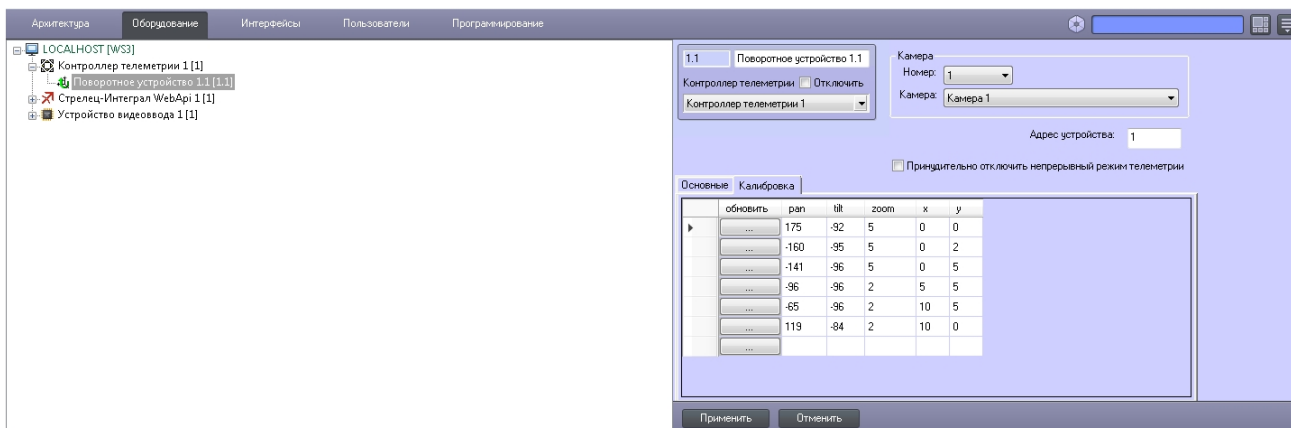 Архитектура Оборудование Интерфейсы Пользователи Программирование
LOCALHOST [WS3]
Контроллер телеметрии 1 [1]
Поворотное устройство 1.1 [1.1]
Стрелец-Интеграл WebApi 1 [1]
Устройство видеоввода 1 [1]
1.1 Поворотное устройство 1.1
Контроллер телеметрии Отключить
Контроллер телеметрии 1
Камера
Номер: 1
Камера: Камера 1
Адрес устройства: 1
Принудительно отключить непрерывный режим телеметрии
Основные Калибровка
обновить pan tilt zoom x y
... 175 -92 5 0 0
... -160 -95 5 0 2
... -141 -96 5 0 5
... -96 -96 2 5 5
... -65 -96 2 10 5
... 119 -84 2 10 0
...
Применить Отменить